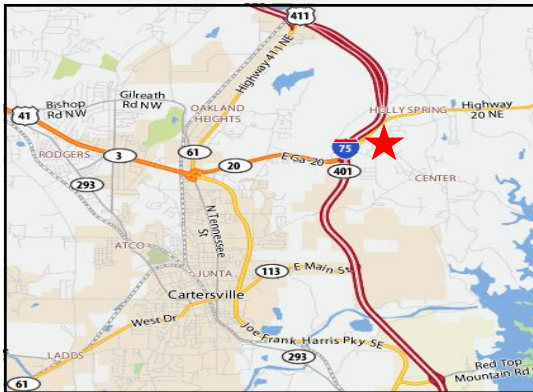 411
Highway 411 NE
Gilreath
Rd NW
Bishop
Rd NW
41
OAKLAND
HEIGHTS
HOLLY SPRING
Highway
20 NE
RODGERS
3
61
20
E Ga-20
75
401
CENTER
293
N Tennessee
St
ATCO
JUNTA
113
E Main St
Cartersville
West Dr
Joe Frank Harris Pky SE
293
LADDS
61
Red Top
Mountain Rd